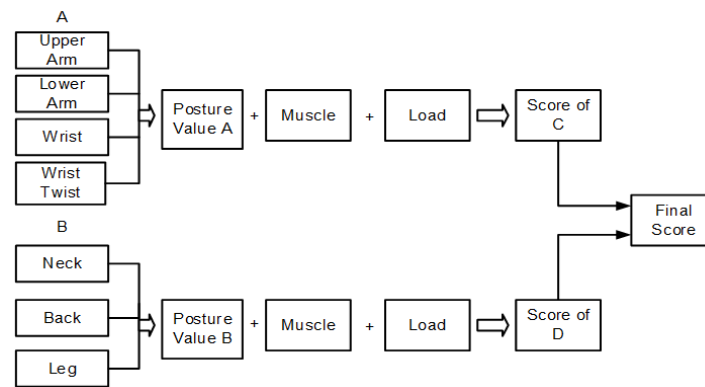 A
Upper
Arm
Lower
Arm
Wrist
Wrist
Twist
Posture
Value A
+
Muscle
+
Load
Score of
C
B
Neck
Back
Leg
Posture
Value B
+
Muscle
+
Load
Score of
D
Final
Score